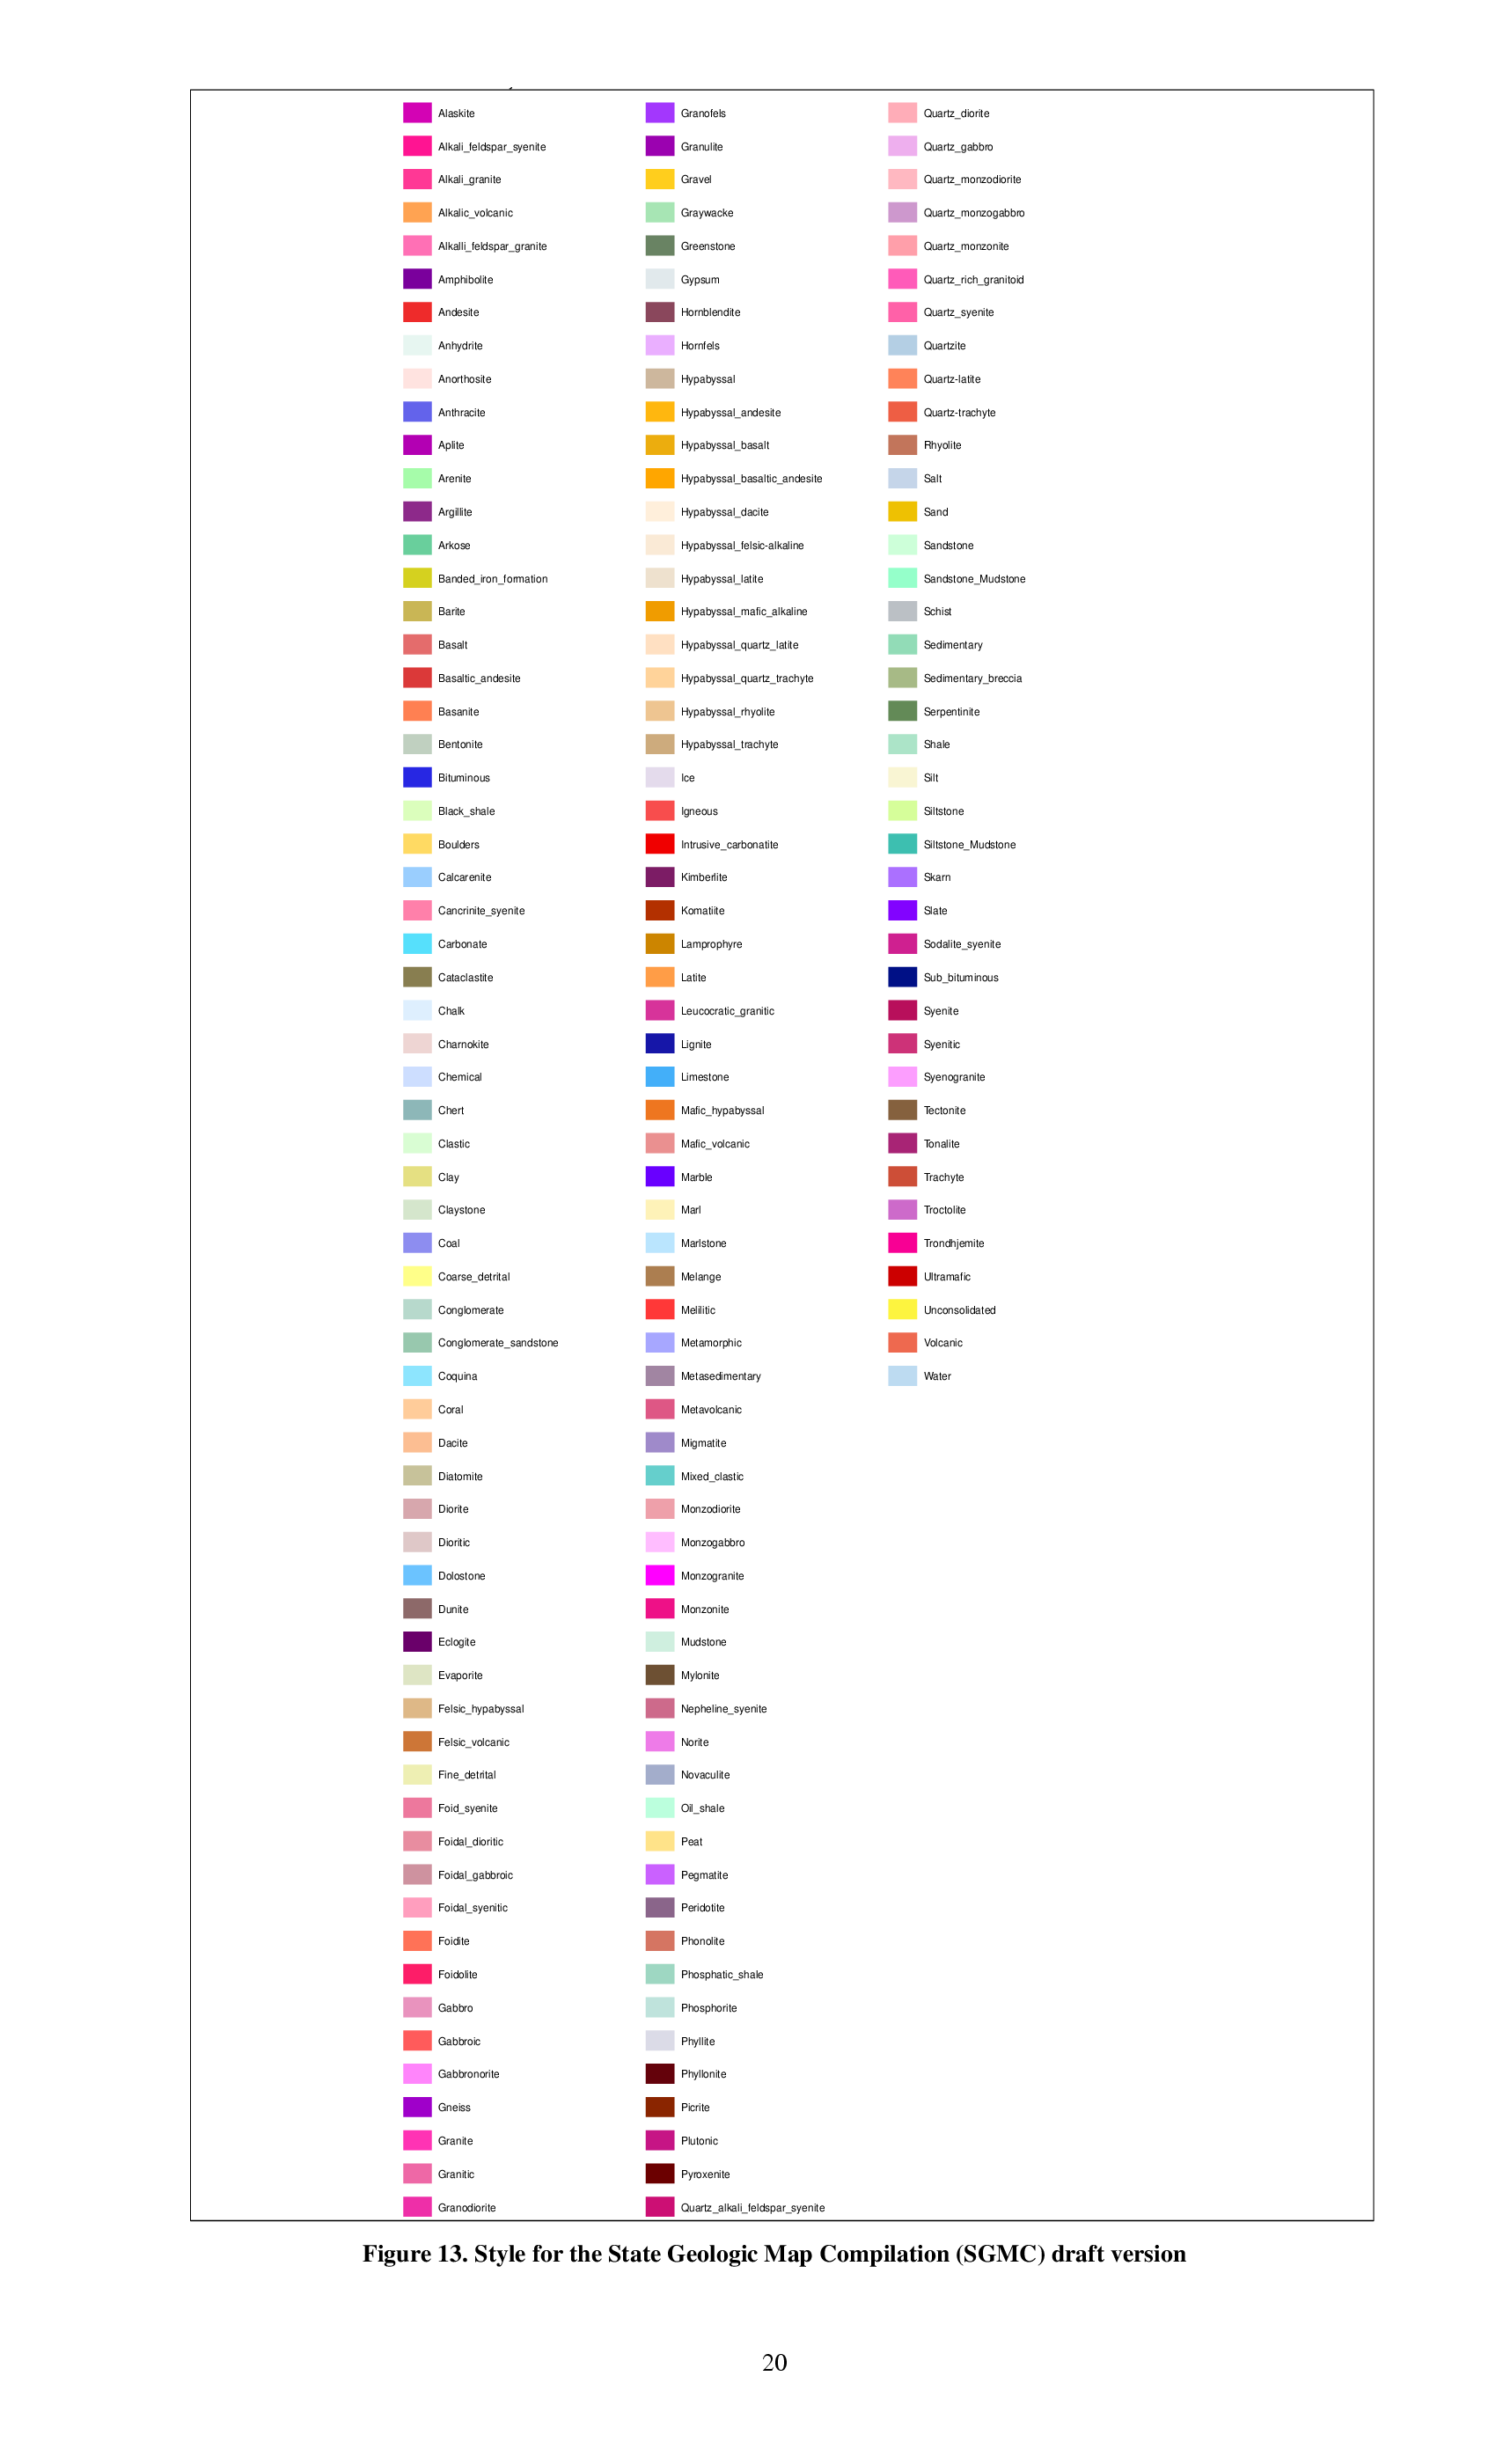 Alaskite
Alkali_feldspar_syenite
Alkali_granite
Alkalic_volcanic
Alkalli_feldspar_granite
Amphibolite
Andesite
Anhydrite
Anorthosite
Anthracite
Aplite
Arenite
Argillite
Arkose
Banded_iron_formation
Barite
Basalt
Basaltic_andesite
Basanite
Bentonite
Bituminous
Black_shale
Boulders
Calcarenite
Cancrinite_syenite
Carbonate
Cataclastite
Chalk
Charnokite
Chemical
Chert
Clastic
Clay
Claystone
Coal
Coarse_detrital
Conglomerate
Conglomerate_sandstone
Coquina
Coral
Dacite
Diatomite
Diorite
Dioritic
Dolostone
Dunite
Eclogite
Evaporite
Felsic_hypabyssal
Felsic_volcanic
Fine_detrital
Foid_syenite
Foidal_dioritic
Foidal_gabbroic
Foidal_syenitic
Foidite
Foidolite
Gabbro
Gabbroic
Gabbronorite
Gneiss
Granite
Granitic
Granodiorite
Granofels
Granulite
Gravel
Graywacke
Greenstone
Gypsum
Hornblendite
Hornfels
Hypabyssal
Hypabyssal_andesite
Hypabyssal_basalt
Hypabyssal_basaltic_andesite
Hypabyssal_dacite
Hypabyssal_felsic-alkaline
Hypabyssal_latite
Hypabyssal_mafic_alkaline
Hypabyssal_quartz_latite
Hypabyssal_quartz_trachyte
Hypabyssal_rhyolite
Hypabyssal_trachyte
Ice
Igneous
Intrusive_carbonatite
Kimberlite
Komatiite
Lamprophyre
Latite
Leucocratic_granitic
Lignite
Limestone
Mafic_hypabyssal
Mafic_volcanic
Marble
Marl
Marlstone
Melange
Melilitic
Metamorphic
Metasedimentary
Metavolcanic
Migmatite
Mixed_clastic
Monzodiorite
Monzogabbro
Monzogranite
Monzonite
Mudstone
Mylonite
Nepheline_syenite
Norite
Novaculite
Oil_shale
Peat
Pegmatite
Peridotite
Phonolite
Phosphatic_shale
Phosphorite
Phyllite
Phyllonite
Picrite
Plutonic
Pyroxenite
Quartz_alkali_feldspar_syenite
Quartz_diorite
Quartz_gabbro
Quartz_monzodiorite
Quartz_monzogabbro
Quartz_monzonite
Quartz_rich_granitoid
Quartz_syenite
Quartzite
Quartz-latite
Quartz-trachyte
Rhyolite
Salt
Sand
Sandstone
Sandstone_Mudstone
Schist
Sedimentary
Sedimentary_breccia
Serpentinite
Shale
Silt
Siltstone
Siltstone_Mudstone
Skarn
Slate
Sodalite_syenite
Sub_bituminous
Syenite
Syenitic
Syenogranite
Tectonite
Tonalite
Trachyte
Troctolite
Trondhjemite
Ultramafic
Unconsolidated
Volcanic
Water
Figure 13. Style for the State Geologic Map Compilation (SGMC) draft version
20